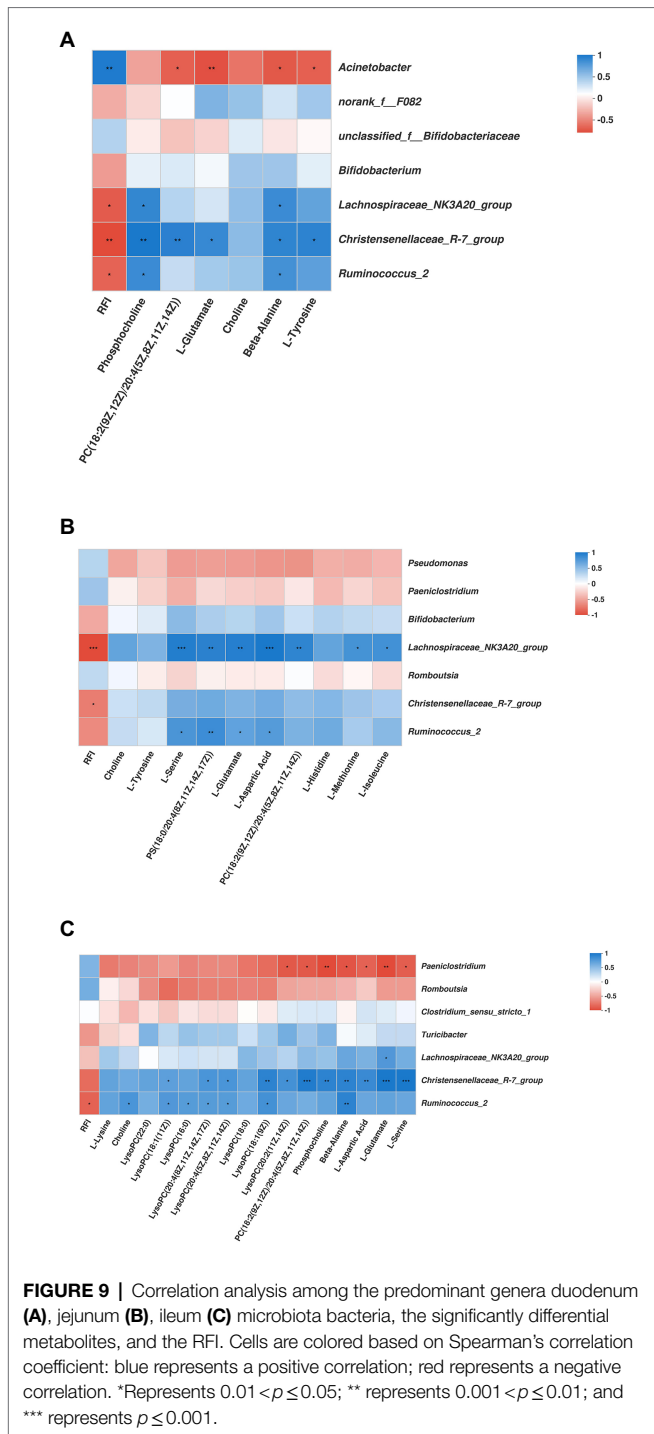 A
** * ** * * Acinetobacter
norank_f__F082
unclassified_f__Bifidobacteriaceae
Bifidobacterium
* * * Lachnospiraceae_NK3A20_group
** ** ** * * * Christensenellaceae_R-7_group
* * * Ruminococcus_2
1
0.5
0
-0.5
RFI
Phosphocholine
PC(18:2(9Z,12Z)/20:4(5Z,8Z,11Z,14Z))
L-Glutamate
Choline
Beta-Alanine
L-Tyrosine
B
Pseudomonas
Paeniclostridium
Bifidobacterium
*** *** ** ** *** ** * * Lachnospiraceae_NK3A20_group
Romboutsia
* Christensenellaceae_R-7_group
* ** * * Ruminococcus_2
1
0.5
0
-0.5
-1
RFI
Choline
L-Tyrosine
L-Serine
PS(18:0/20:4(8Z,11Z,14Z,17Z))
L-Glutamate
L-Aspartic Acid
PC(18:2(9Z,12Z)/20:4(5Z,8Z,11Z,14Z))
L-Histidine
L-Methionine
L-Isoleucine
C
* * ** * * ** * Paeniclostridium
Romboutsia
Clostridium_sensu_stricto_1
Turicibacter
* Lachnospiraceae_NK3A20_group
* * * ** * *** ** ** ** *** *** Christensenellaceae_R-7_group
* * * * * * * ** Ruminococcus_2
1
0.5
0
-0.5
-1
RFI
L-Lysine
Choline
LysoPC(22:0)
LysoPC(18:1(11Z))
LysoPC(16:0)
LysoPC(20:4(8Z,11Z,14Z,17Z))
LysoPC(20:4(5Z,8Z,11Z,14Z))
LysoPC(18:0)
LysoPC(18:1(9Z))
LysoPC(20:2(11Z,14Z))
PC(18:2(9Z,12Z)/20:4(5Z,8Z,11Z,14Z))
Phosphocholine
Beta-Alanine
L-Aspartic Acid
L-Glutamate
L-Serine
FIGURE 9 | Correlation analysis among the predominant genera duodenum
(A), jejunum (B), ileum (C) microbiota bacteria, the significantly differential
metabolites, and the RFI. Cells are colored based on Spearman's correlation
coefficient: blue represents a positive correlation; red represents a negative
correlation. *Represents 0.01 < p ≤ 0.05; ** represents 0.001 < p ≤ 0.01; and
*** represents p ≤ 0.001.